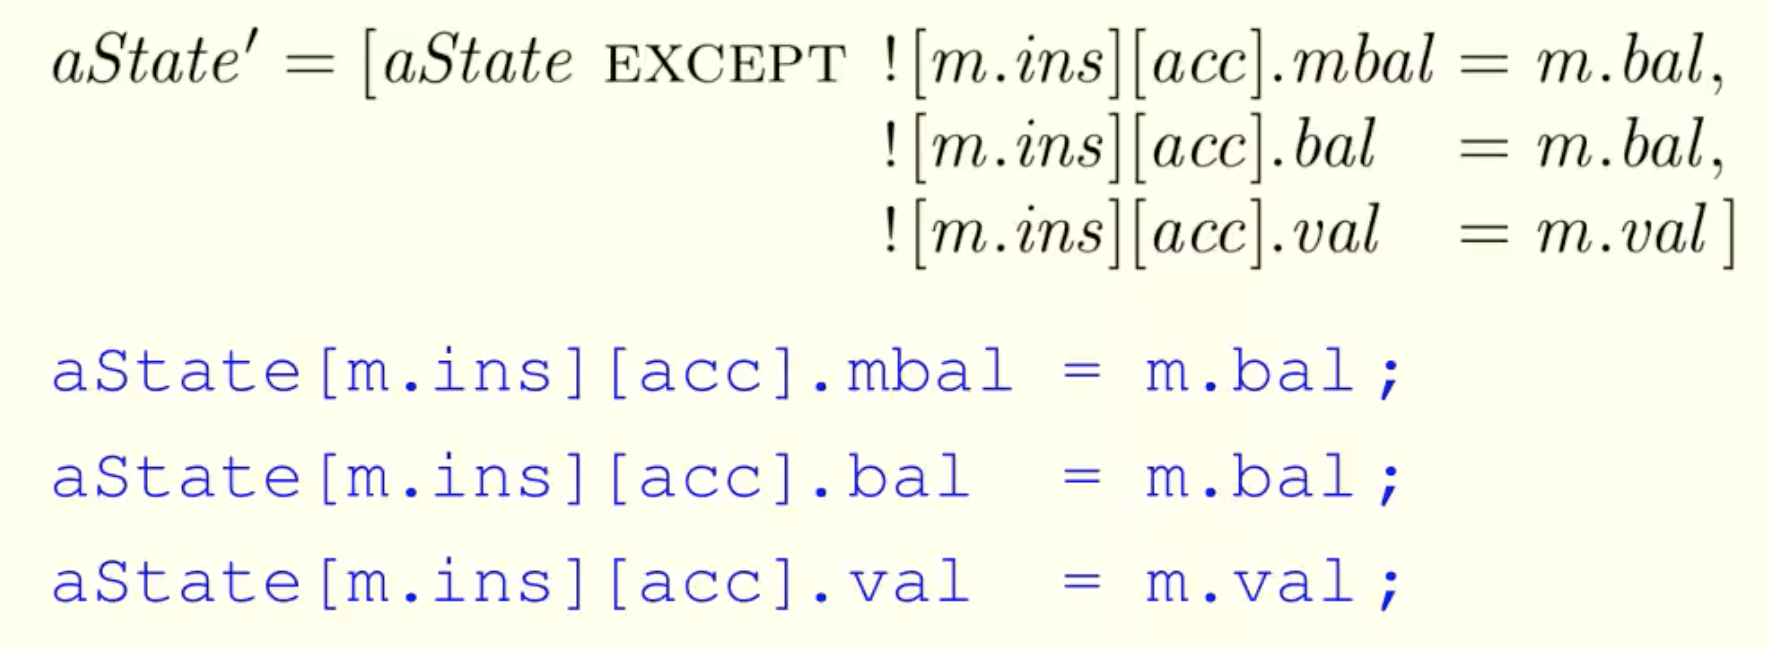 aState′ = [aState EXCEPT ![m.ins][acc].mbal = m.bal,
![m.ins][acc].bal = m.bal,
![m.ins][acc].val = m.val]
aState[m.ins][acc].mbal = m.bal;
aState[m.ins][acc].bal = m.bal;
aState[m.ins][acc].val = m.val;